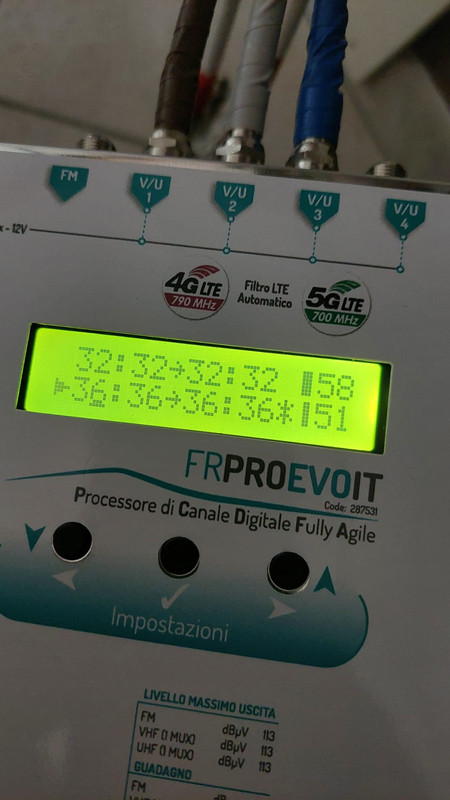 FM
V/U 1
V/U 2
V/U 3
V/U 4
- 12V
4G LTE
790 MHz
Filtro LTE
Automatico
5G LTE
700 MHz
32:32→32:32 58
36:36→36:36* 51
FRPROEVOIT
Code: 287531
Processore di Canale Digitale Fully Agile
Impostazioni
LIVELLO MASSIMO USCITA
FM dBµV 113
VHF (1 MUX) dBµV 113
UHF (1 MUX) dBµV 113
GUADAGNO
FM